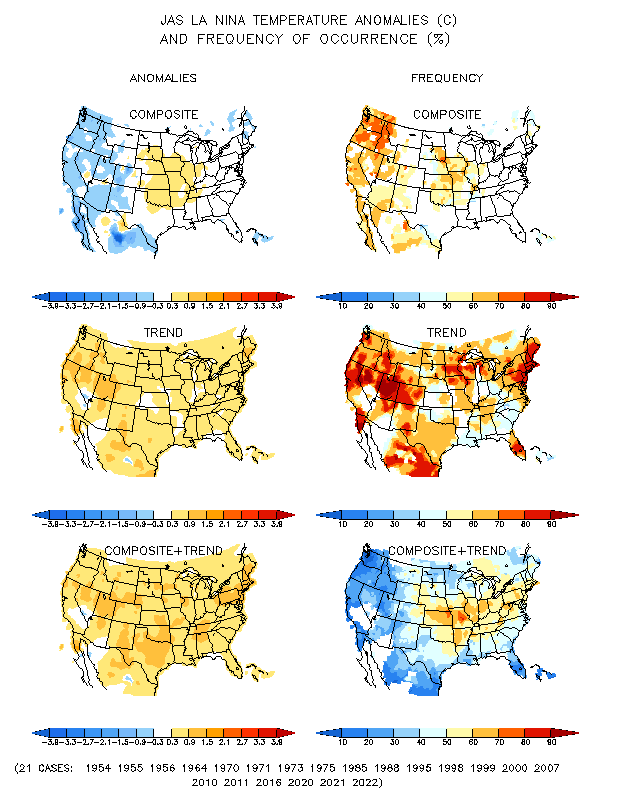 JAS LA NINA TEMPERATURE ANOMALIES (C)
AND FREQUENCY OF OCCURRENCE (%)
ANOMALIES FREQUENCY
COMPOSITE COMPOSITE
-3.9 -3.3 -2.7 -2.1 -1.5 -0.9 -0.3 0.3 0.9 1.5 2.1 2.7 3.3 3.9 10 20 30 40 50 60 70 80 90
TREND TREND
-3.9 -3.3 -2.7 -2.1 -1.5 -0.9 -0.3 0.3 0.9 1.5 2.1 2.7 3.3 3.9 10 20 30 40 50 60 70 80 90
COMPOSITE+TREND COMPOSITE+TREND
-3.9 -3.3 -2.7 -2.1 -1.5 -0.9 -0.3 0.3 0.9 1.5 2.1 2.7 3.3 3.9 10 20 30 40 50 60 70 80 90
(21 CASES: 1954 1955 1956 1964 1970 1971 1973 1975 1985 1988 1995 1998 1999 2000 2007
2010 2011 2016 2020 2021 2022)